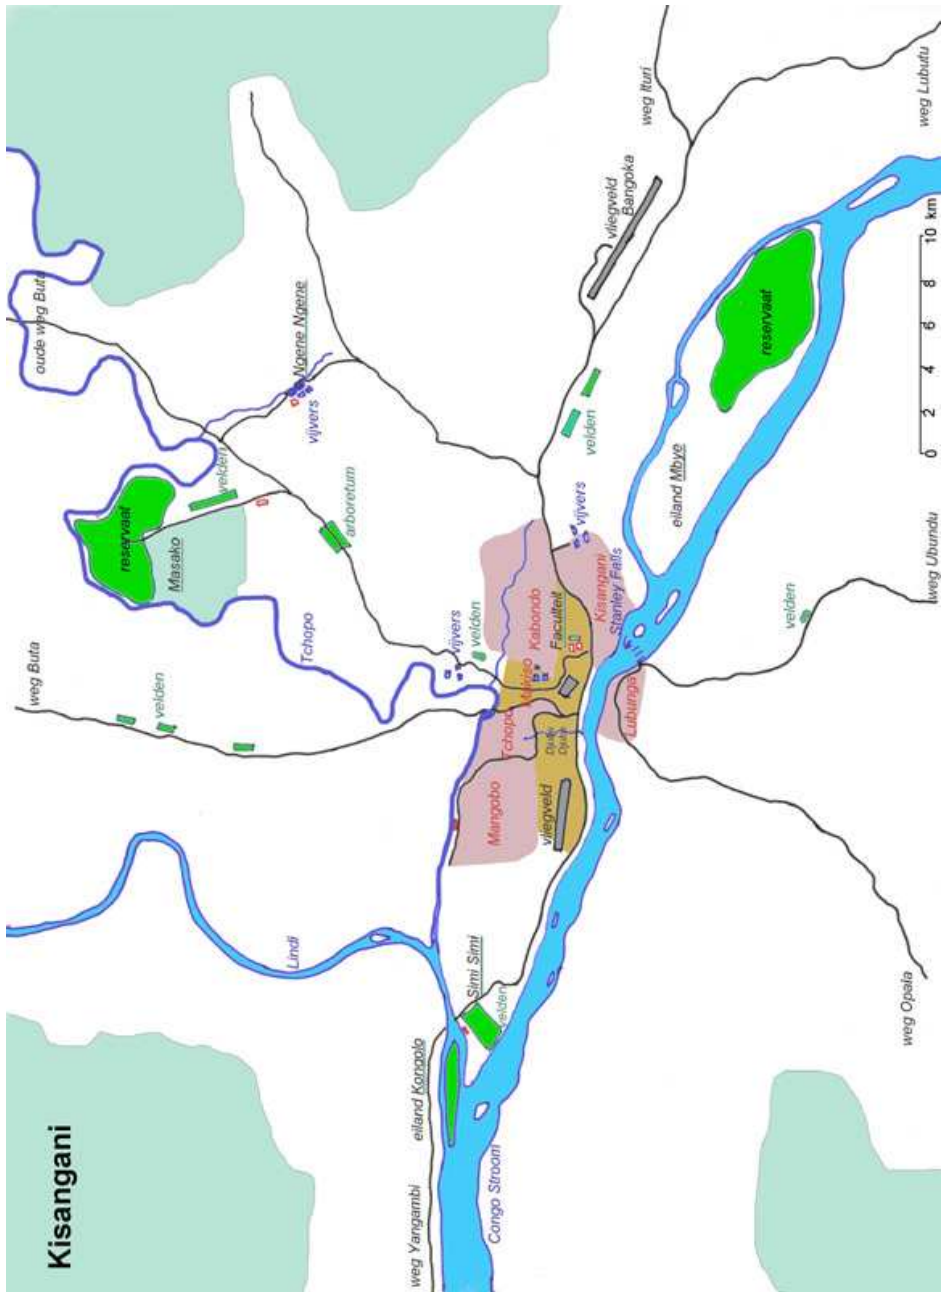 Kisangani
weg Buta
oude weg Buta
reservaat
Masako
velden
velden
Tchopo
Lindi
arboretum
Ngene Ngene
vijvers
weg Yangambi
eiland Kongolo
vijvers
velden
Simi Simi
velden
Congo Stroom
Mangobo
Tchopo
Makiso
Kabondo
vliegveld
Faculteit
Kisangani
Stanley Falls
vijvers
velden
vliegveld
Bangoka
weg Ituri
Lubunga
eiland Mbye
reservaat
velden
weg Opala
weg Ubundu
weg Lubutu
0 2 4 6 8 10 km